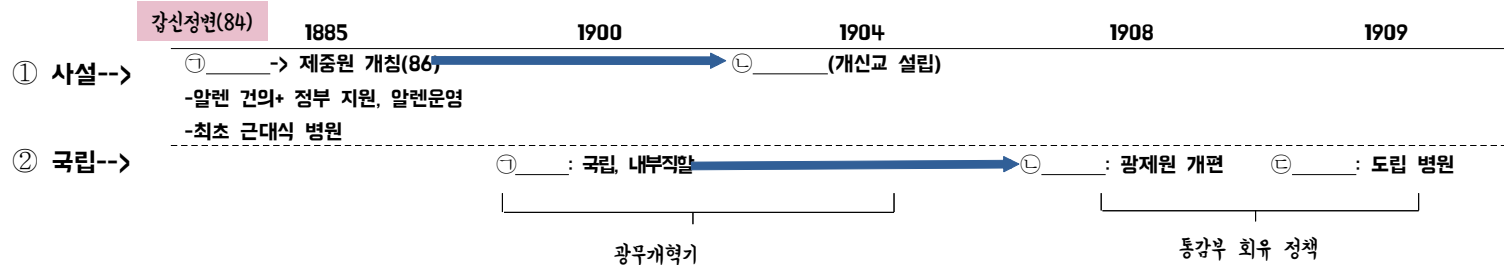 갑신정변(84)
1885 1900 1904 1908 1909
① 사설--> ㉠______-> 제중원 개칭(86) ㉡______(개신교 설립)
-알렌 건의+ 정부 지원, 알렌운영
-최초 근대식 병원
② 국립--> ㉠_____: 국립, 내부직할 ㉡______: 광제원 개편 ㉢______: 도립 병원
광무개혁기 통감부 회유 정책